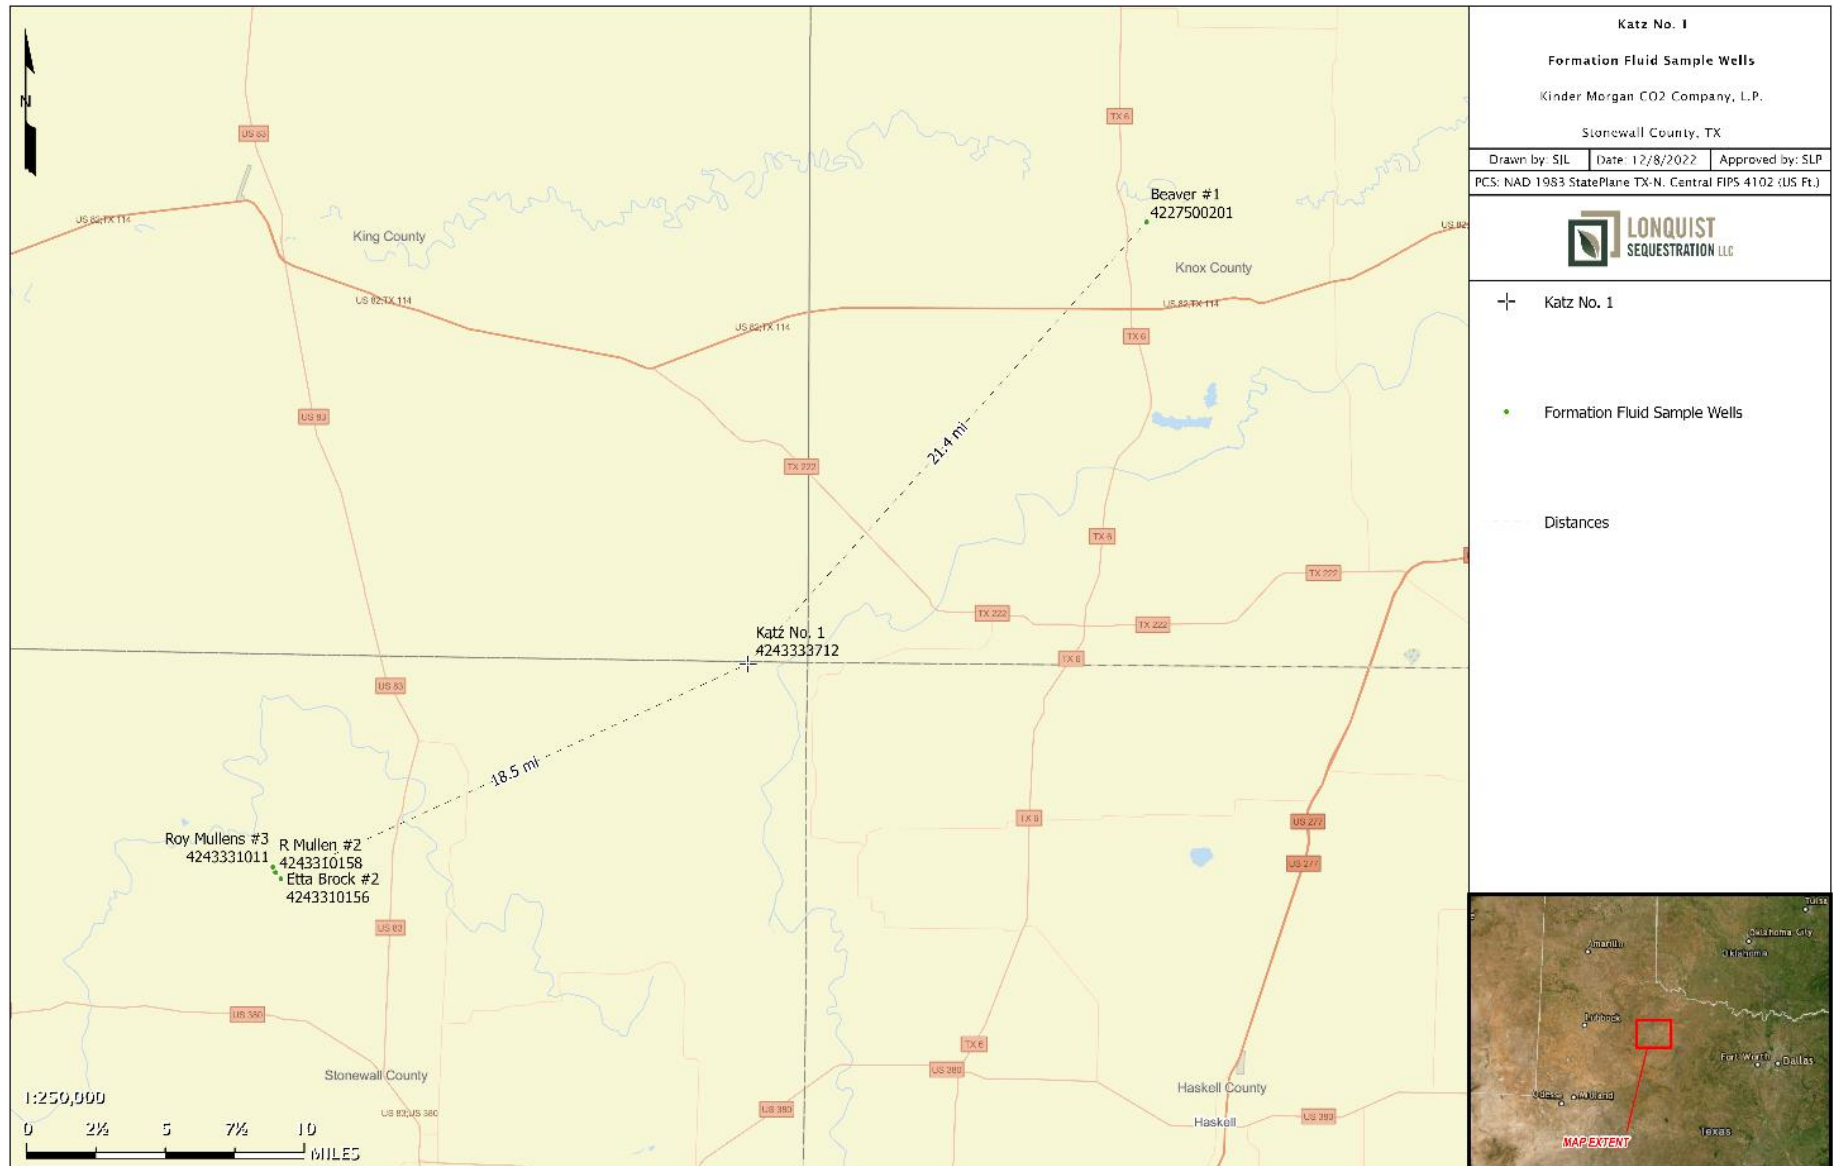 N
US 83
US 82;TX 114
King County
US 82;TX 114
US 83
US 82;TX 114
TX 222
TX 6
Beaver #1
4227500201
Knox County
US 82;TX 114
TX 6
21.4 mi
TX 6
TX 222
TX 222
TX 222
Katz No. 1
4243333712
TX 6
US 83
18.5 mi
Roy Mullens #3
4243331011
R Mullen #2
4243310158
Etta Brock #2
4243310156
TX 6
US 277
US 277
US 83
US 380
TX 6
US 380
Stonewall County
Haskell County
US 83;US 380
US 380
Haskell
US 380
1:250,000
0 2½ 5 7½ 10
MILES
Katz No. 1
Formation Fluid Sample Wells
Kinder Morgan CO2 Company, L.P.
Stonewall County, TX
Drawn by: SJL Date: 12/8/2022 Approved by: SLP
PCS: NAD 1983 StatePlane TX-N. Central FIPS 4102 (US Ft.)
LONQUIST
SEQUESTRATION LLC
Katz No. 1
Formation Fluid Sample Wells
Distances
Tulsa
Oklahoma City
Amarillo
Oklahoma
Lubbock
Fort Worth Dallas
Odessa Midland
Texas
MAP EXTENT